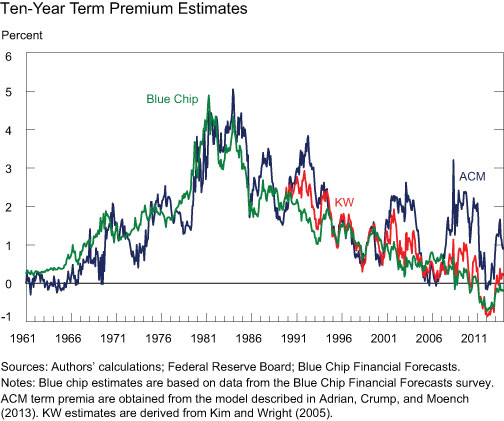 Ten-Year Term Premium Estimates
Percent
6
5
4
3
2
1
0
-1
Blue Chip
KW
ACM
1961 1966 1971 1976 1981 1986 1991 1996 2001 2006 2011
Sources: Authors' calculations; Federal Reserve Board; Blue Chip Financial Forecasts.
Notes: Blue chip estimates are based on data from the Blue Chip Financial Forecasts survey.
ACM term premia are obtained from the model described in Adrian, Crump, and Moench
(2013). KW estimates are derived from Kim and Wright (2005).